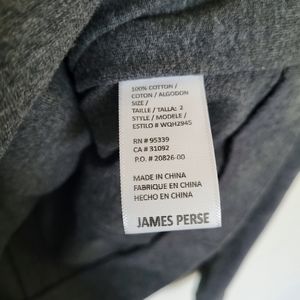 100% COTTON /
COTON / ALGODON
SIZE /
TAILLE / TALLA: 2
STYLE / MODELE /
ESTILO # WQH2945
RN # 95339
CA # 31092
P.O. # 20826-00
MADE IN CHINA
FABRIQUE EN CHINA
HECHO EN CHINA
JAMES PERSE